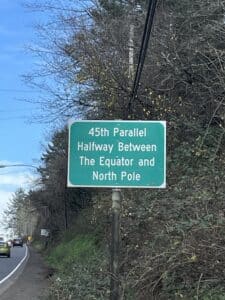 45th Parallel
Halfway Between
The Equator and
North Pole